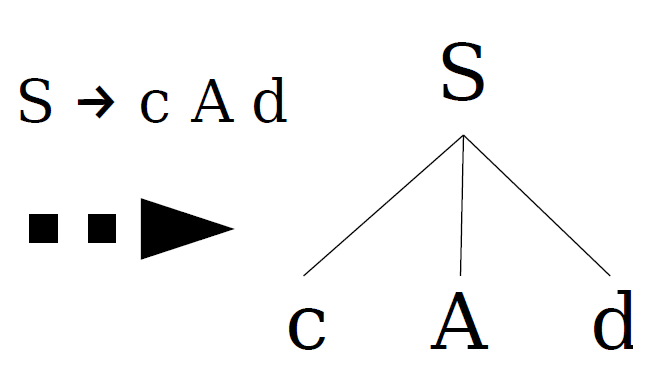 S → c A d
S
c A d